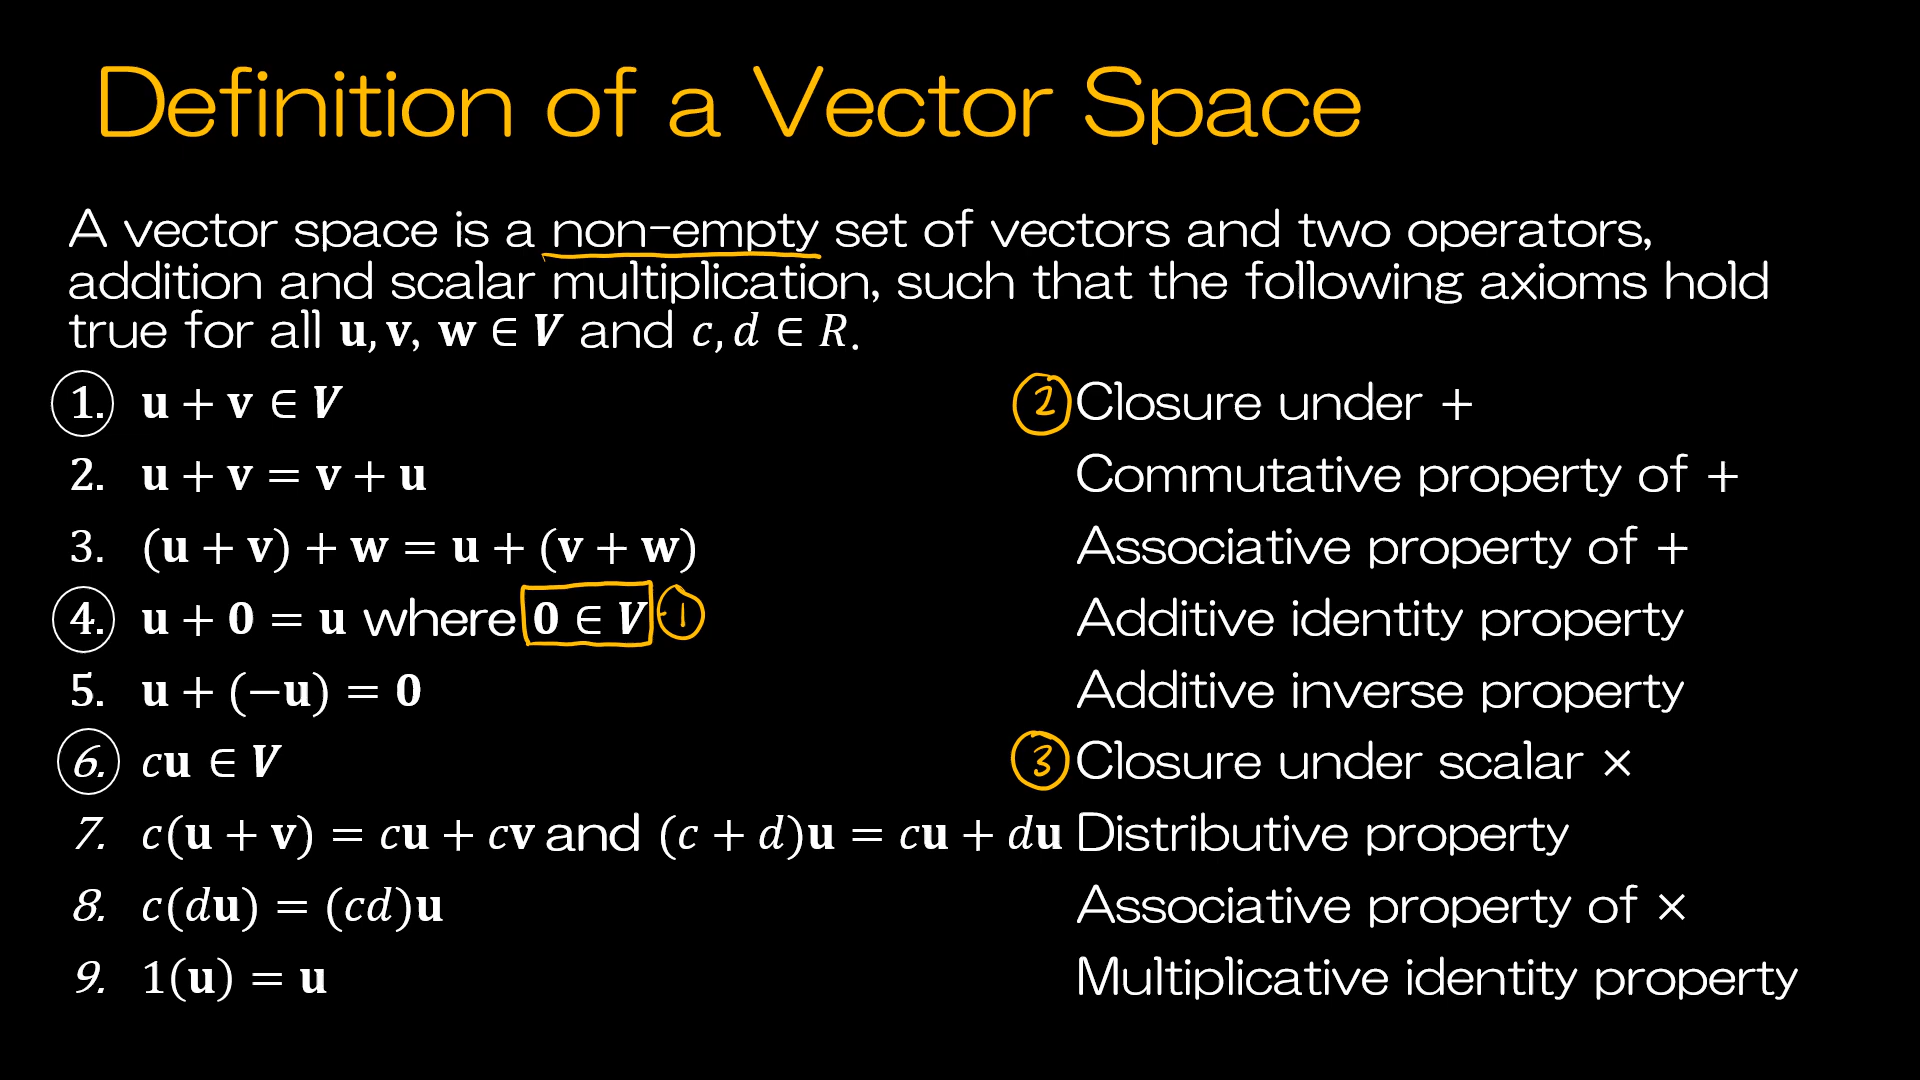 Definition of a Vector Space
A vector space is a non-empty set of vectors and two operators,
addition and scalar multiplication, such that the following axioms hold
true for all 𝐮, 𝐯, 𝐰 ∈ 𝑽 and 𝑐, 𝑑 ∈ 𝑅.
1. 𝐮 + 𝐯 ∈ 𝑽 ② Closure under +
2. 𝐮 + 𝐯 = 𝐯 + 𝐮 Commutative property of +
3. (𝐮 + 𝐯) + 𝐰 = 𝐮 + (𝐯 + 𝐰) Associative property of +
4. 𝐮 + 𝟎 = 𝐮 where 𝟎 ∈ 𝑽 ① Additive identity property
5. 𝐮 + (−𝐮) = 𝟎 Additive inverse property
6. 𝑐𝐮 ∈ 𝑽 ③ Closure under scalar ×
7. 𝑐(𝐮 + 𝐯) = 𝑐𝐮 + 𝑐𝐯 and (𝑐 + 𝑑)𝐮 = 𝑐𝐮 + 𝑑𝐮 Distributive property
8. 𝑐(𝑑𝐮) = (𝑐𝑑)𝐮 Associative property of ×
9. 1(𝐮) = 𝐮 Multiplicative identity property